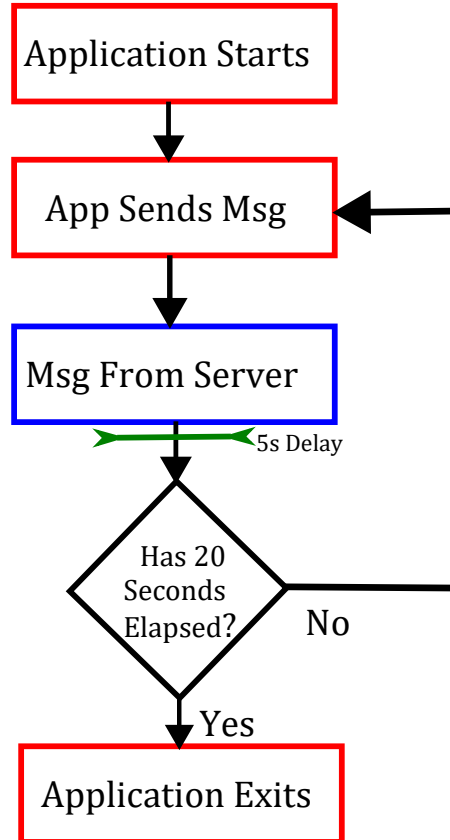 Application Starts
App Sends Msg
Msg From Server
5s Delay
Has 20
Seconds
Elapsed?
No
Yes
Application Exits